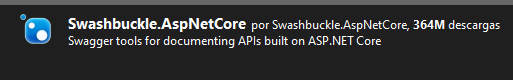 Swashbuckle.AspNetCore por Swashbuckle.AspNetCore, 364M descargas
Swagger tools for documenting APIs built on ASP.NET Core